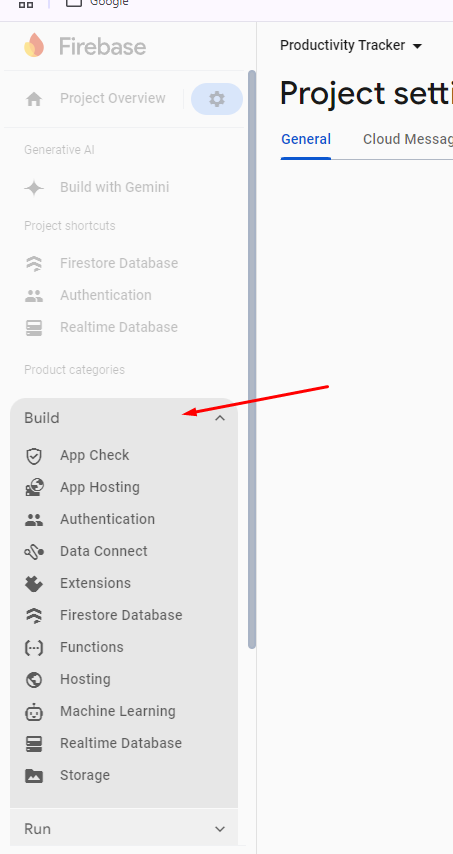 Google
Firebase
Productivity Tracker
Project Overview
Project setti
General Cloud Messag
Generative AI
Build with Gemini
Project shortcuts
Firestore Database
Authentication
Realtime Database
Product categories
Build
App Check
App Hosting
Authentication
Data Connect
Extensions
Firestore Database
Functions
Hosting
Machine Learning
Realtime Database
Storage
Run